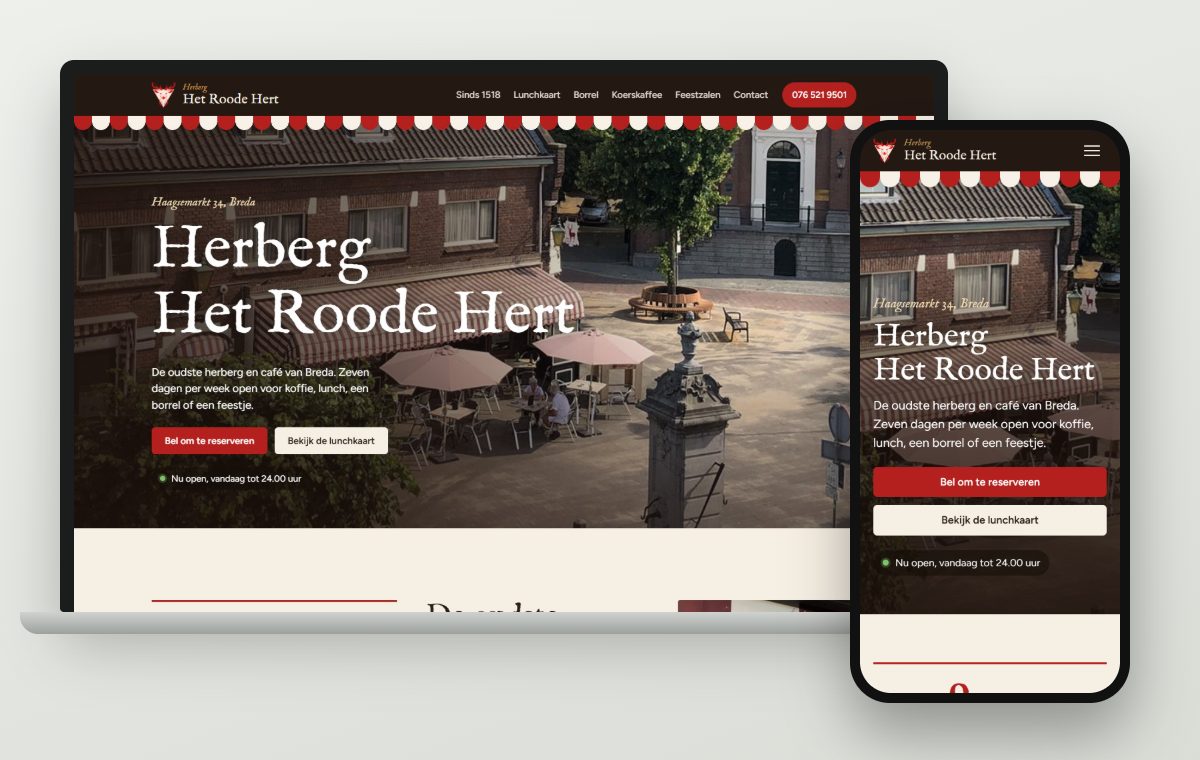 Herberg
Het Roode Hert
Sinds 1518 Lunchkaart Borrel Koerskaffee Feestzalen Contact 076 521 9501
Haagsemarkt 34, Breda
Herberg
Het Roode Hert
De oudste herberg en café van Breda. Zeven
dagen per week open voor koffie, lunch, een
borrel of een feestje.
Bel om te reserveren Bekijk de lunchkaart
Nu open, vandaag tot 24.00 uur
De oudste
Herberg
Het Roode Hert
Haagsemarkt 34, Breda
Herberg
Het Roode Hert
De oudste herberg en café van Breda.
Zeven dagen per week open voor koffie,
lunch, een borrel of een feestje.
Bel om te reserveren
Bekijk de lunchkaart
Nu open, vandaag tot 24.00 uur